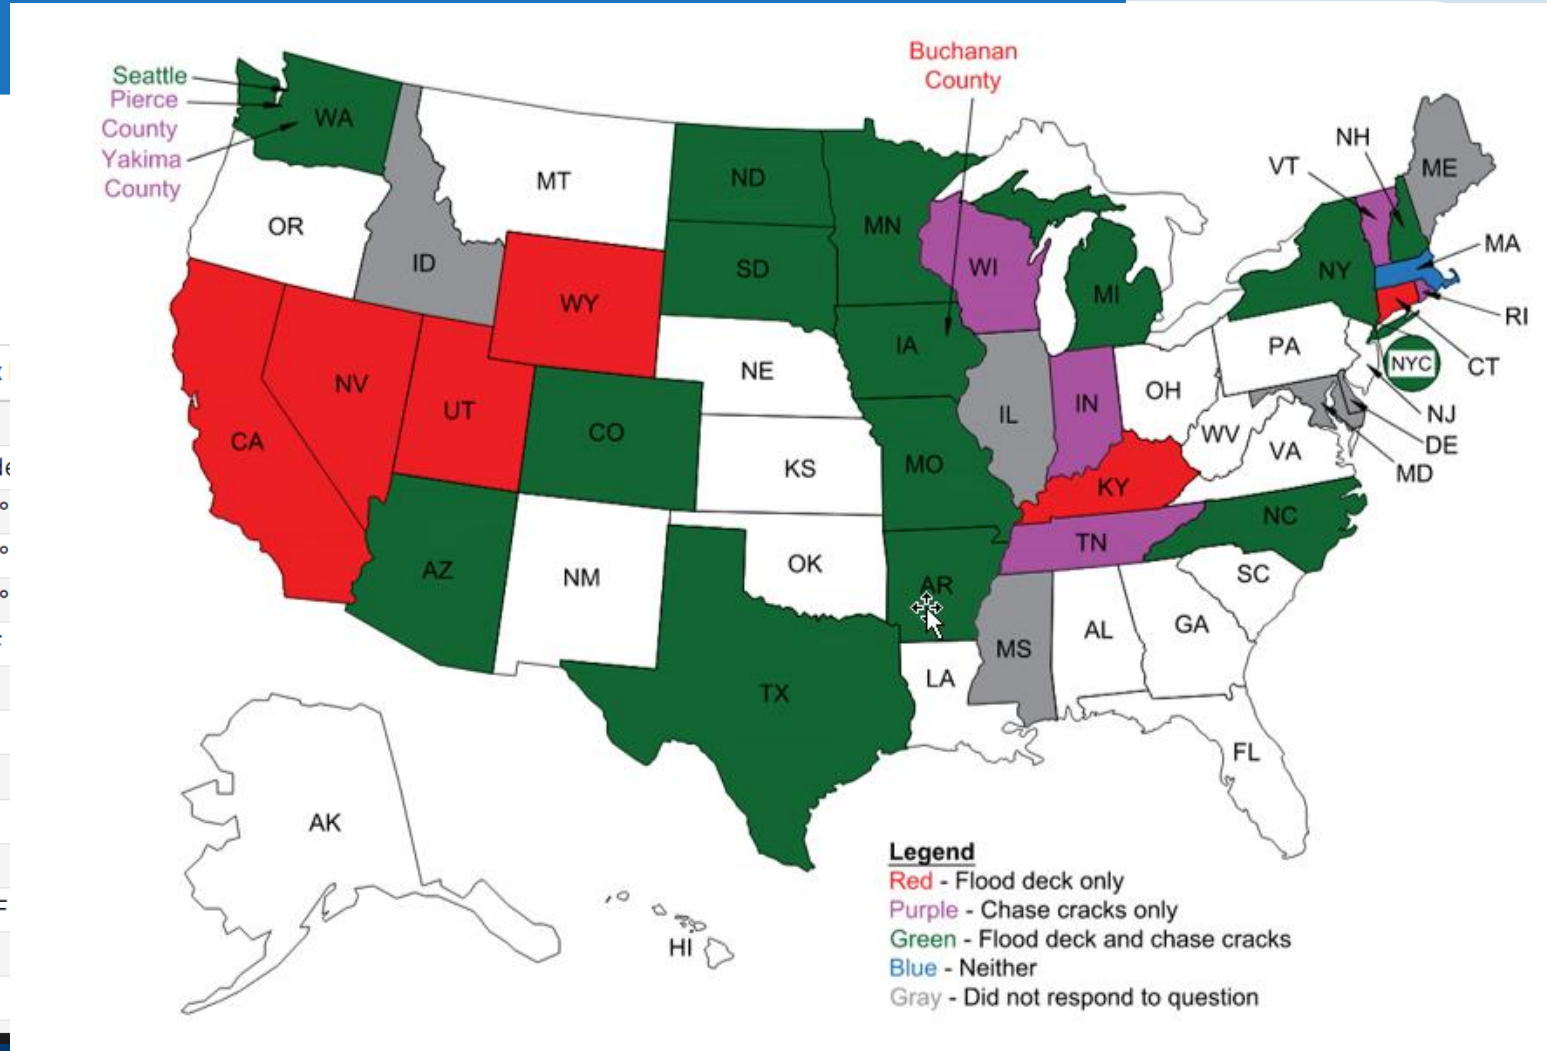 Buchanan
County
Seattle
Pierce
County
Yakima
County
WA
MT
ND
MN
OR
ID
SD
WI
MI
WY
NE
IA
NY
VT
NH
ME
MA
RI
CT
NYC
NJ
DE
MD
PA
OH
IN
IL
WV
VA
CA
NV
UT
CO
KS
MO
KY
NC
TN
SC
AZ
NM
OK
AR
MS
AL
GA
LA
TX
FL
AK
HI
Legend
Red - Flood deck only
Purple - Chase cracks only
Green - Flood deck and chase cracks
Blue - Neither
Gray - Did not respond to question